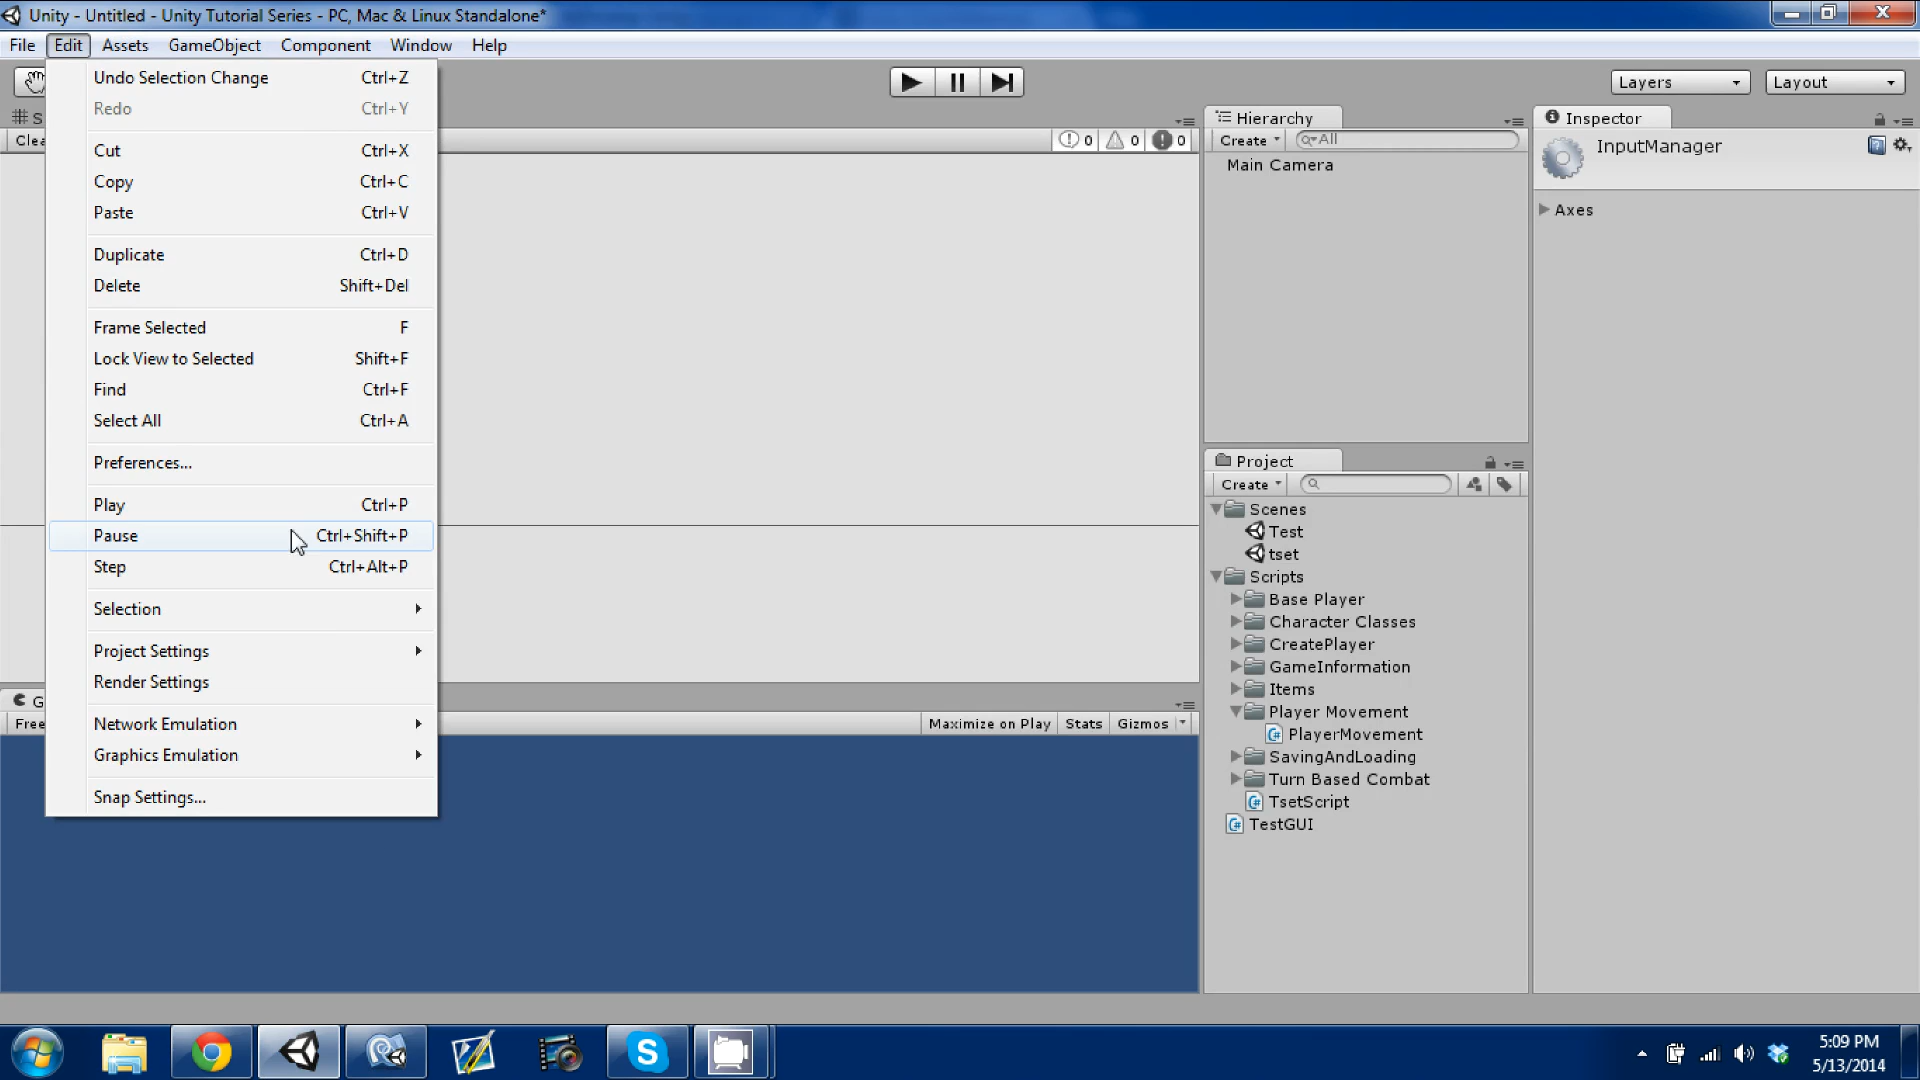 Unity - Untitled - Unity Tutorial Series - PC, Mac & Linux Standalone*
File Edit Assets GameObject Component Window Help
Undo Selection Change Ctrl+Z
Redo Ctrl+Y
Cut Ctrl+X
Copy Ctrl+C
Paste Ctrl+V
Duplicate Ctrl+D
Delete Shift+Del
Frame Selected F
Lock View to Selected Shift+F
Find Ctrl+F
Select All Ctrl+A
Preferences...
Play Ctrl+P
Pause Ctrl+Shift+P
Step Ctrl+Alt+P
Selection
Project Settings
Render Settings
Network Emulation
Graphics Emulation
Snap Settings...
Layers Layout
S
Clea
0 0 0
G
Free
Maximize on Play Stats Gizmos
Hierarchy
Create All
Main Camera
Project
Create
Scenes
Test
tset
Scripts
Base Player
Character Classes
CreatePlayer
GameInformation
Items
Player Movement
PlayerMovement
SavingAndLoading
Turn Based Combat
TsetScript
TestGUI
Inspector
InputManager
Axes
5:09 PM
5/13/2014